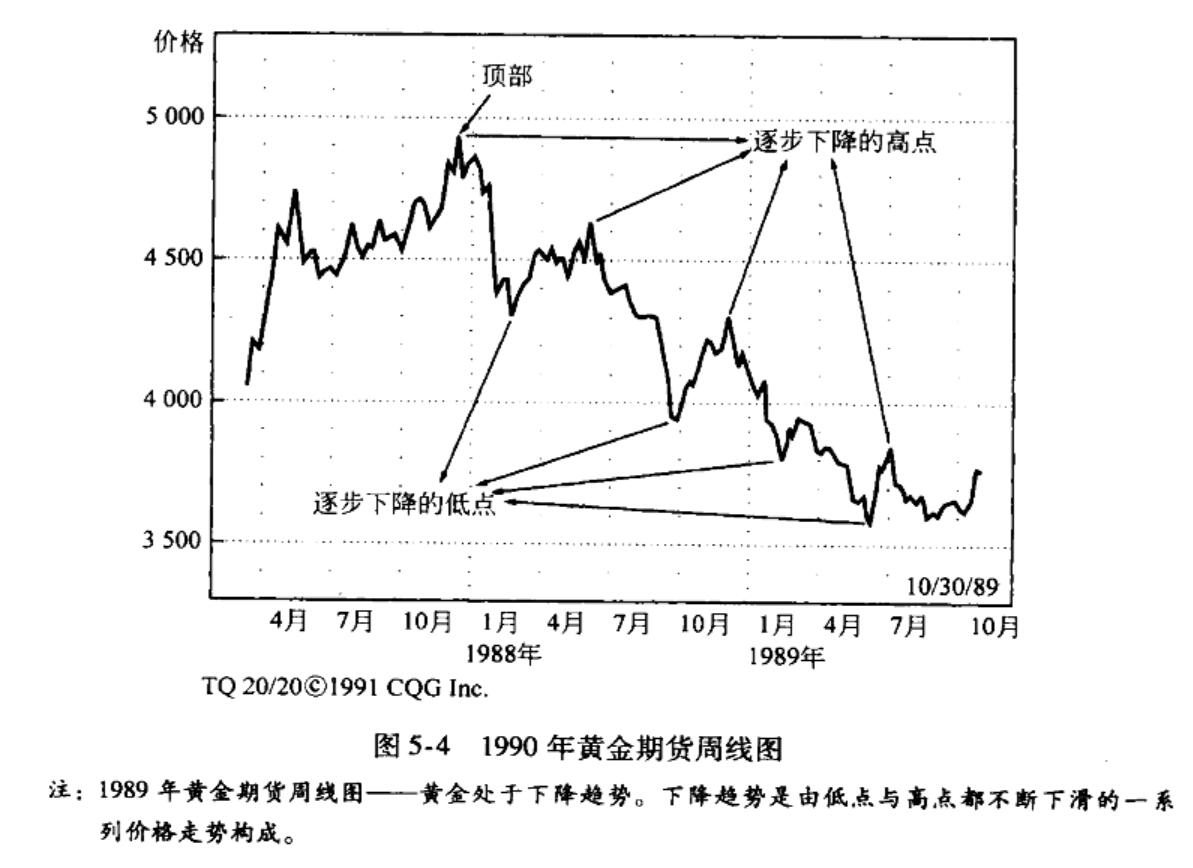 价格
顶部
5 000
逐步下降的高点
4 500
4 000
逐步下降的低点
3 500
10/30/89
4月 7月 10月 1月 4月 7月 10月 1月 4月 7月 10月
1988年 1989年
TQ 20/20©1991 CQG Inc.
图 5-4 1990 年黄金期货周线图
注：1989 年黄金期货周线图——黄金处于下降趋势。下降趋势是由低点与高点都不断下滑的一系
列价格走势构成。